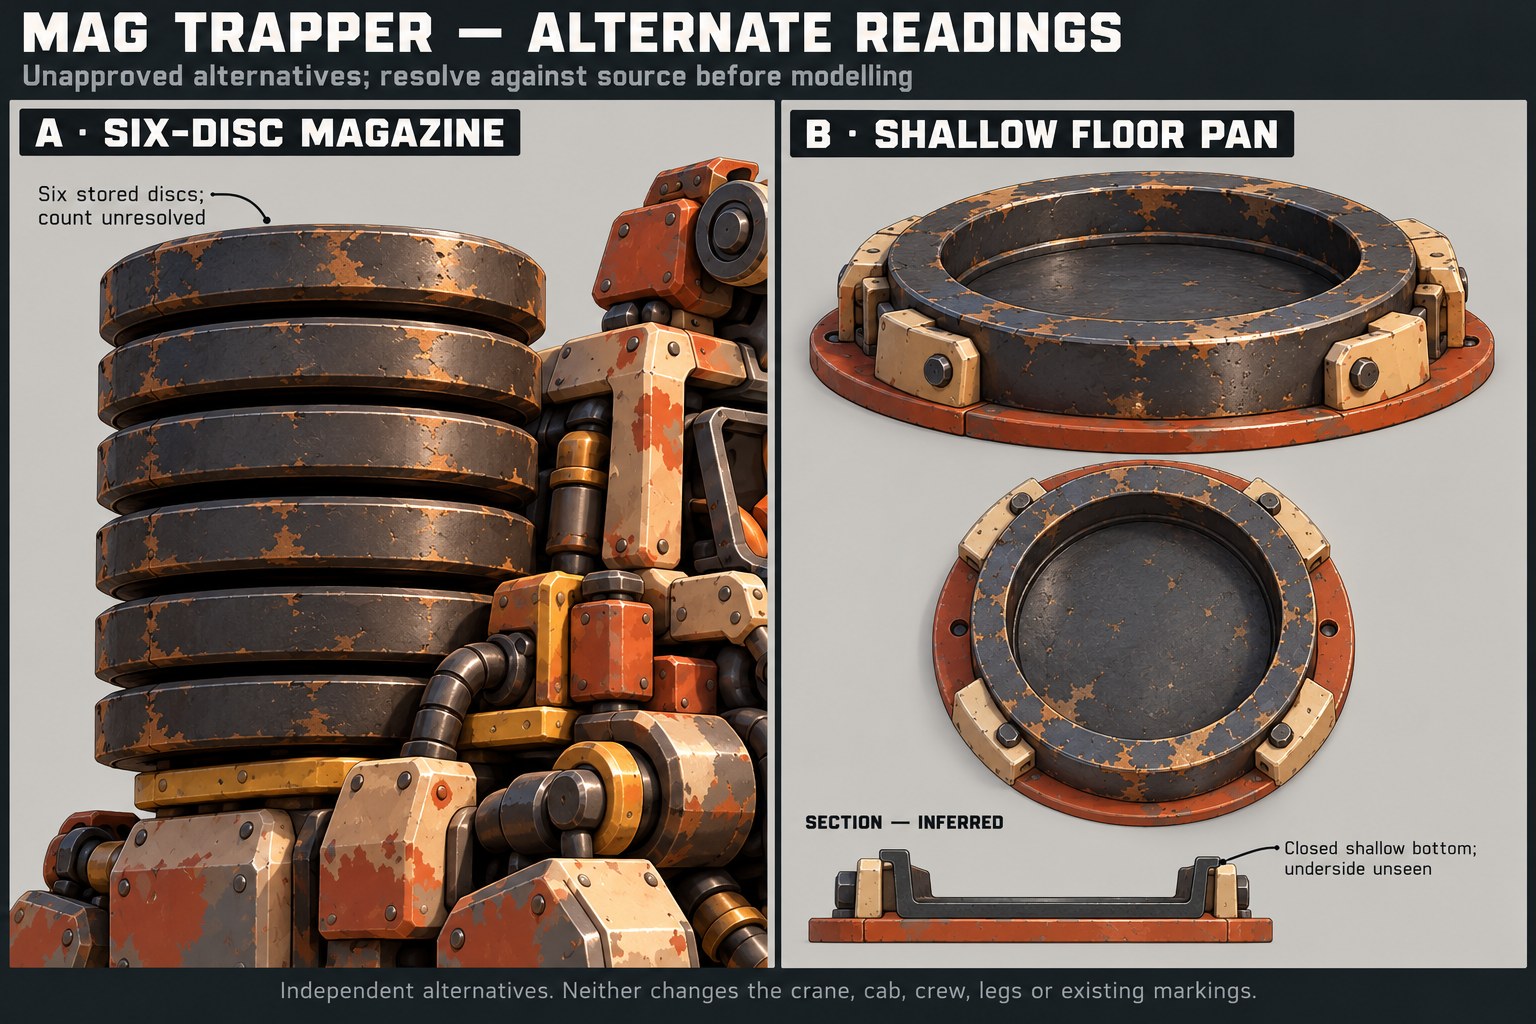 MAG TRAPPER — ALTERNATE READINGS
Unapproved alternatives; resolve against source before modelling
A · SIX-DISC MAGAZINE
Six stored discs;
count unresolved
B · SHALLOW FLOOR PAN
SECTION — INFERRED
Closed shallow bottom;
underside unseen
Independent alternatives. Neither changes the crane, cab, crew, legs or existing markings.